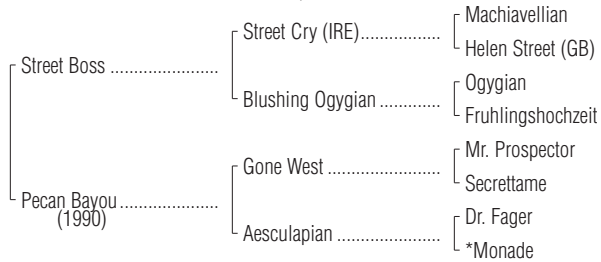 Machiavellian
Street Cry (IRE)..................
Helen Street (GB)
Street Boss ........................
Ogygian
Blushing Ogygian ..............
Fruhlingshochzeit
Mr. Prospector
Gone West .........................
Secrettame
Pecan Bayou ......................
(1990)
Dr. Fager
Aesculapian .......................
*Monade